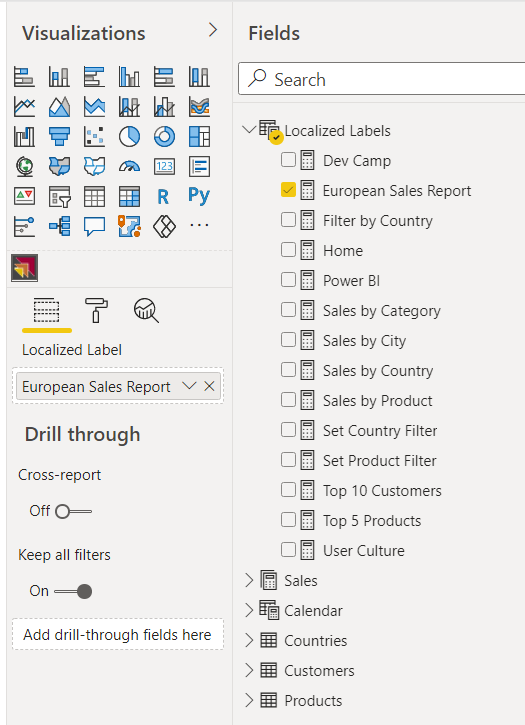 Visualizations
123
R
Py
Localized Label
European Sales Report
Drill through
Cross-report
Off
Keep all filters
On
Add drill-through fields here
Fields
Search
Localized Labels
Dev Camp
European Sales Report
Filter by Country
Home
Power BI
Sales by Category
Sales by City
Sales by Country
Sales by Product
Set Country Filter
Set Product Filter
Top 10 Customers
Top 5 Products
User Culture
Sales
Calendar
Countries
Customers
Products